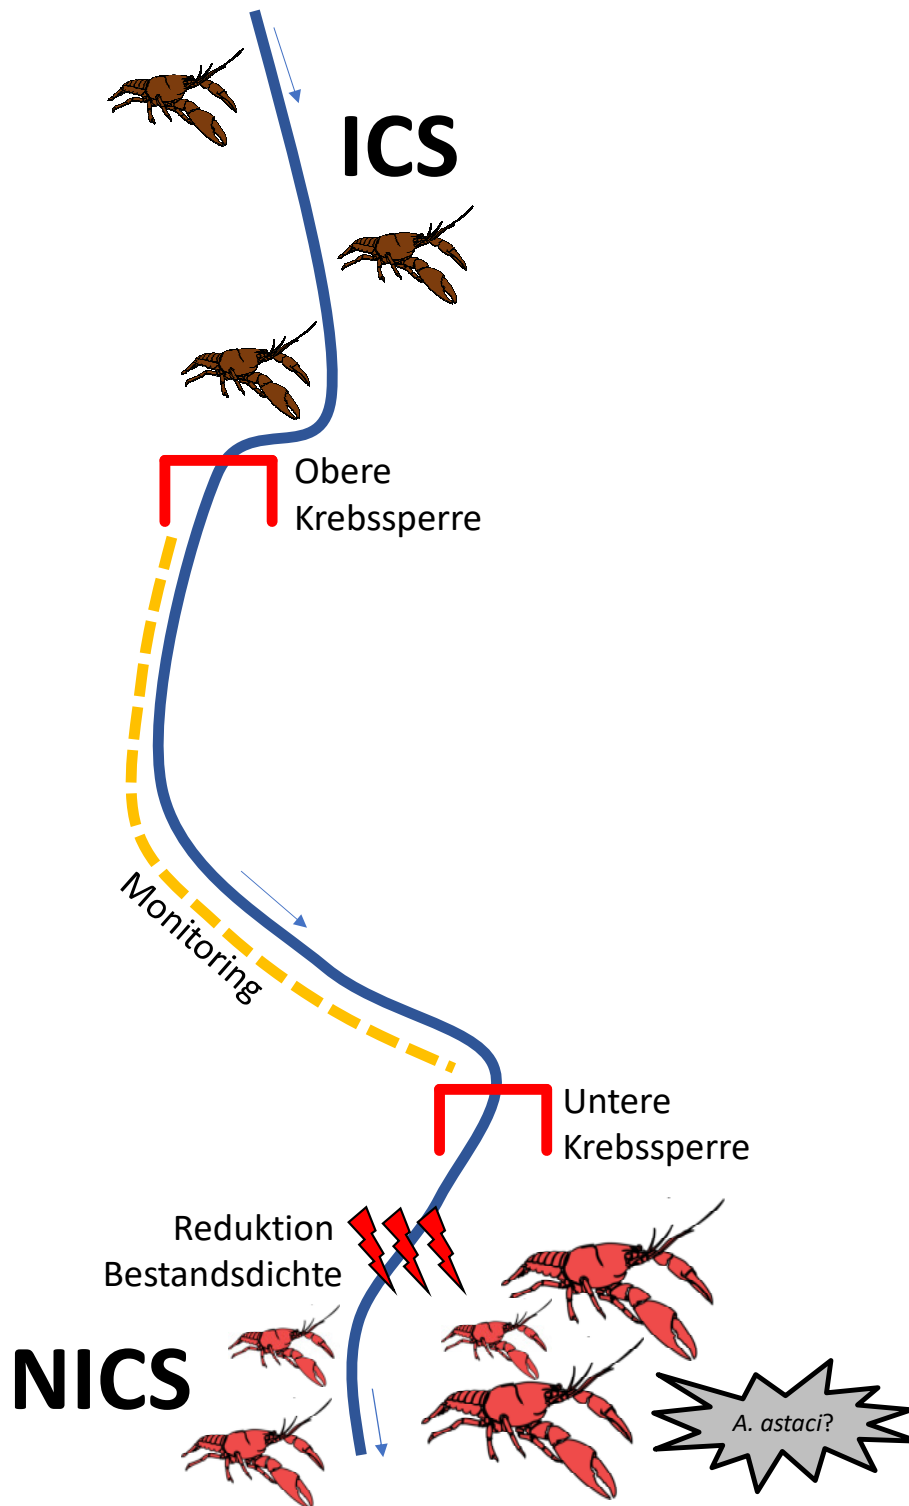 ICS
Obere
Krebssperre
Monitoring
Untere
Krebssperre
Reduktion
Bestandsdichte
NICS
A. astaci?